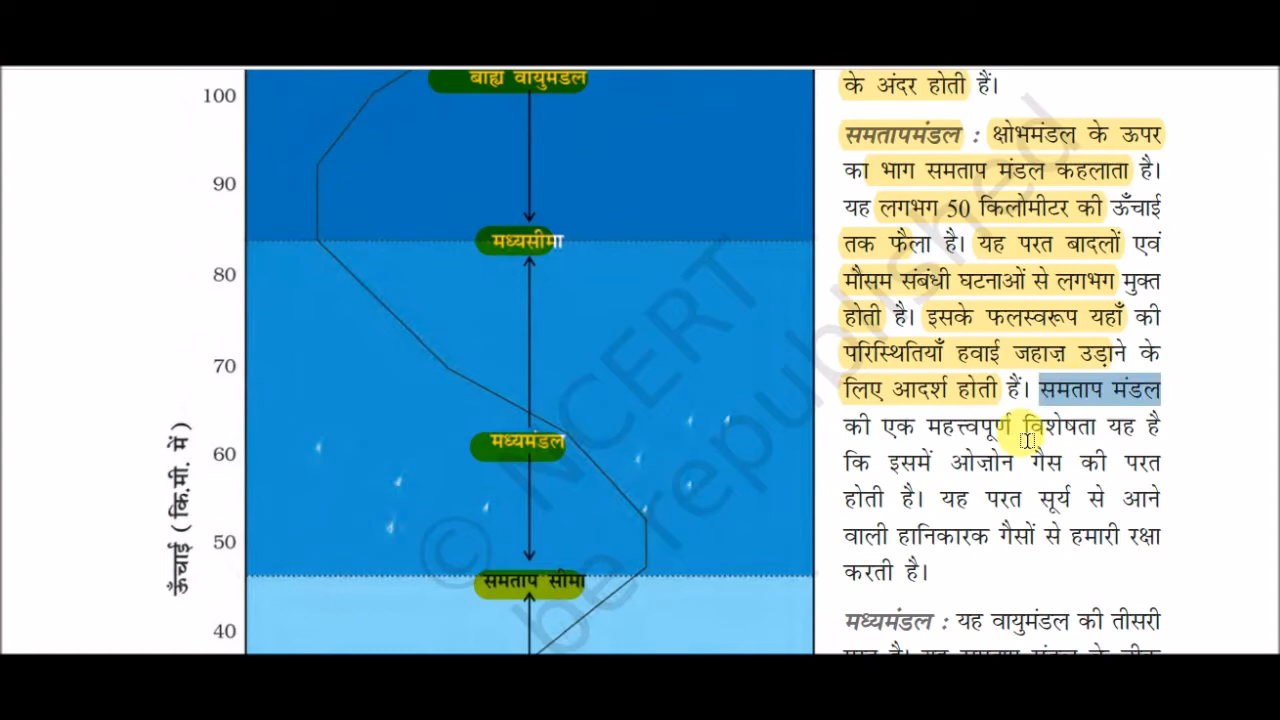 100
90
80
70
60
50
40
ऊँचाई ( कि.मी. में )
बाह्य वायुमंडल
मध्यसीमा
मध्यमंडल
समताप सीमा
© NCERT
be republished
के अंदर होती हैं।
समतापमंडल : क्षोभमंडल के ऊपर
का भाग समताप मंडल कहलाता है।
यह लगभग 50 किलोमीटर की ऊँचाई
तक फैला है। यह परत बादलों एवं
मौसम संबंधी घटनाओं से लगभग मुक्त
होती है। इसके फलस्वरूप यहाँ की
परिस्थितियाँ हवाई जहाज़ उड़ाने के
लिए आदर्श होती हैं। समताप मंडल
की एक महत्त्वपूर्ण विशेषता यह है
कि इसमें ओज़ोन गैस की परत
होती है। यह परत सूर्य से आने
वाली हानिकारक गैसों से हमारी रक्षा
करती है।
मध्यमंडल : यह वायुमंडल की तीसरी